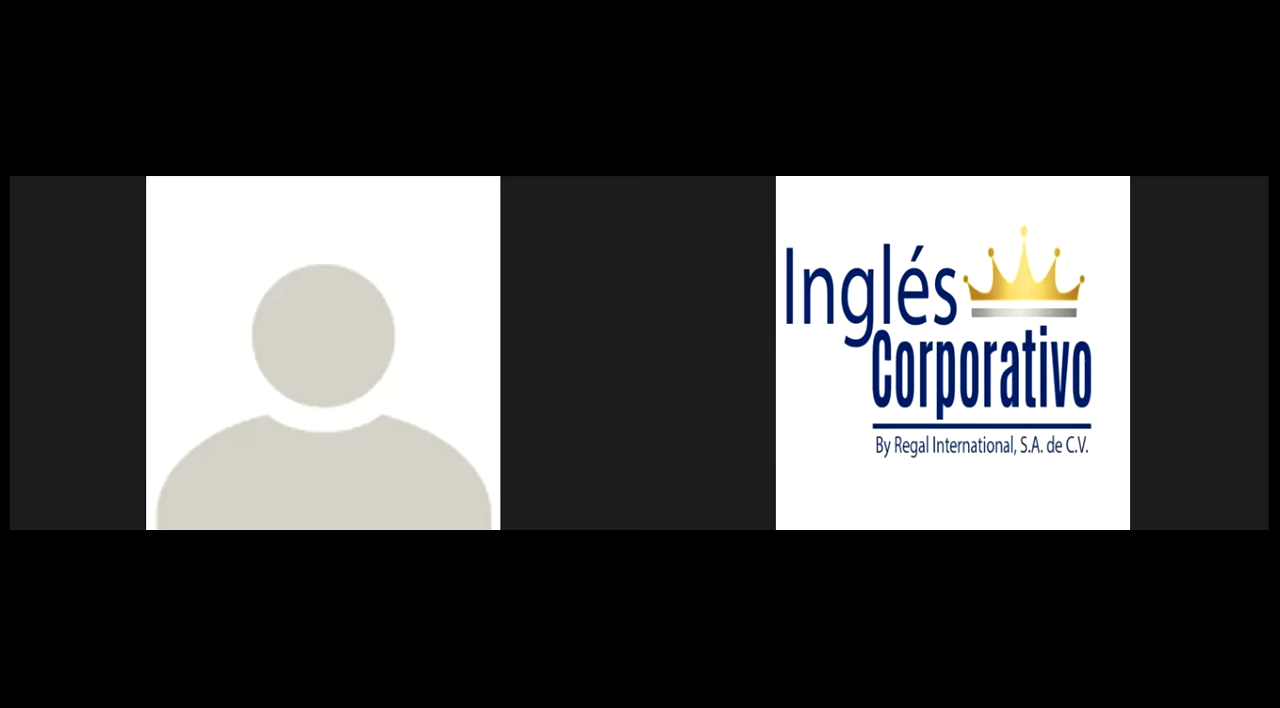 Inglés
Corporativo
By Regal International, S.A. de C.V.